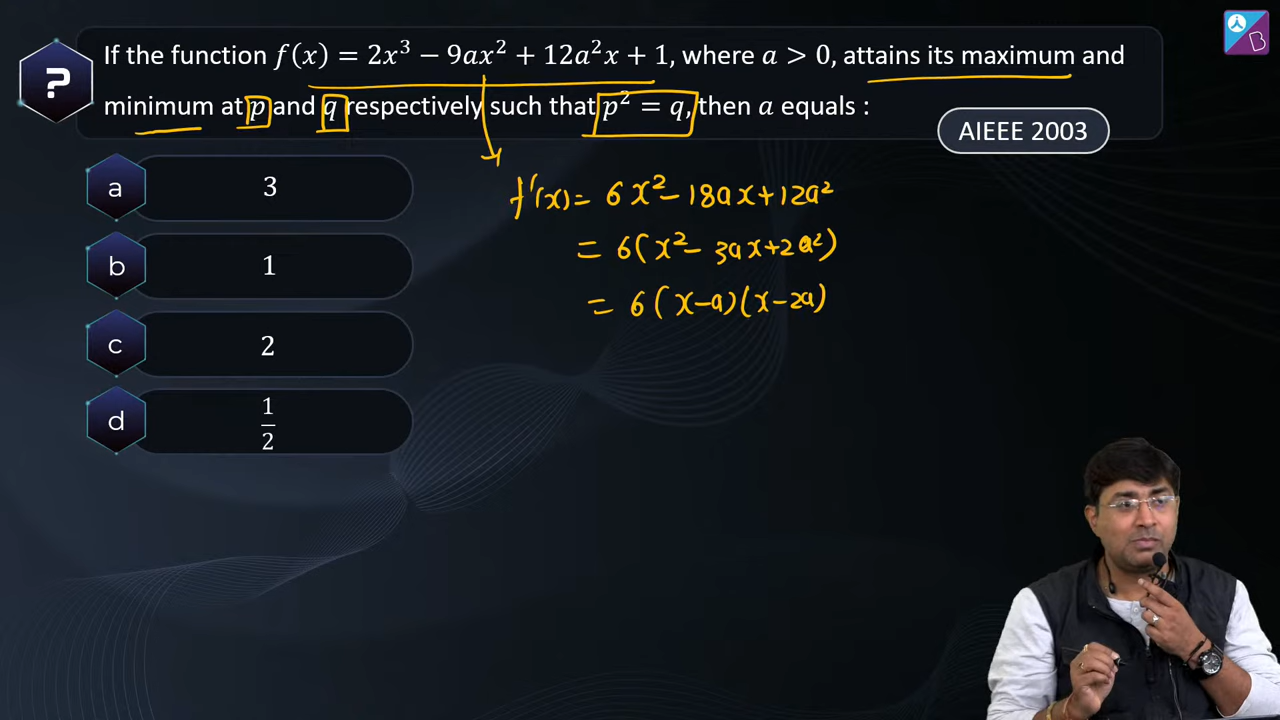 ?
If the function f(x) = 2x³ − 9ax² + 12a²x + 1, where a > 0, attains its maximum and
minimum at p and q respectively such that p² = q, then a equals :
AIEEE 2003
a 3
b 1
c 2
d 1/2
f'(x) = 6x² − 18ax + 12a²
= 6(x² − 3ax + 2a²)
= 6(x − a)(x − 2a)
B